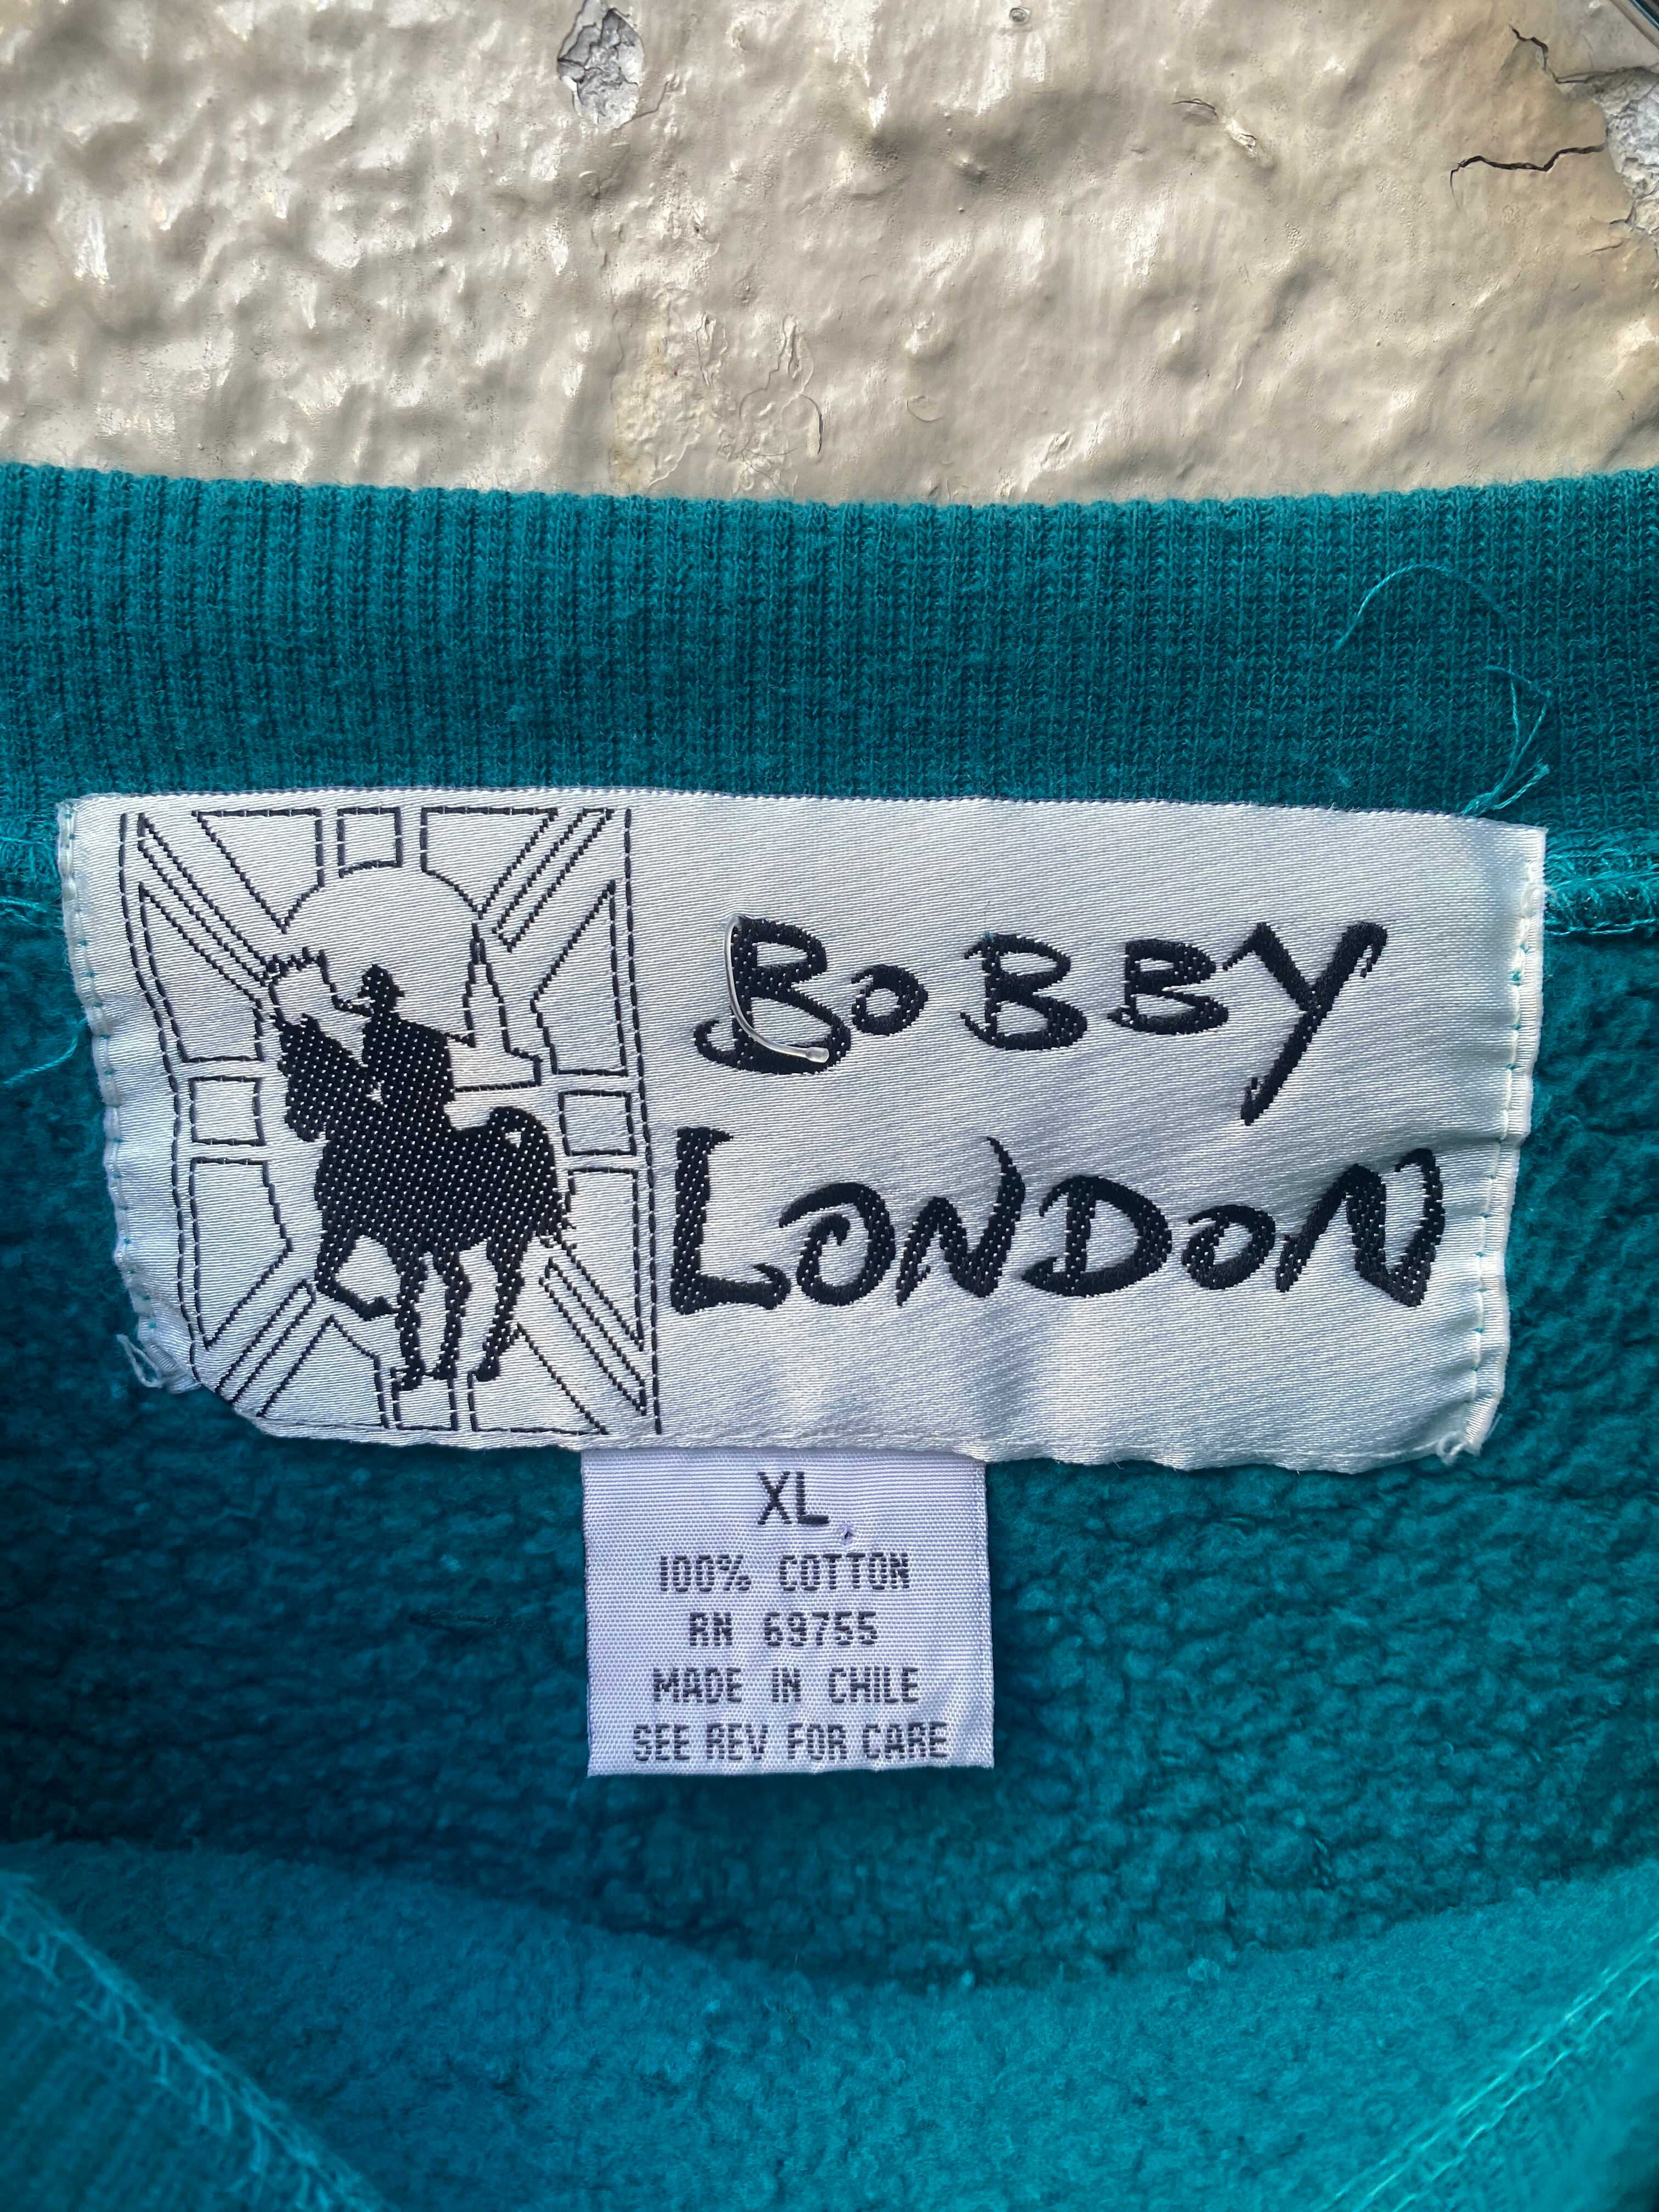 BOBBY
LONDON
XL
100% COTTON
RN 69755
MADE IN CHILE
SEE REV FOR CARE